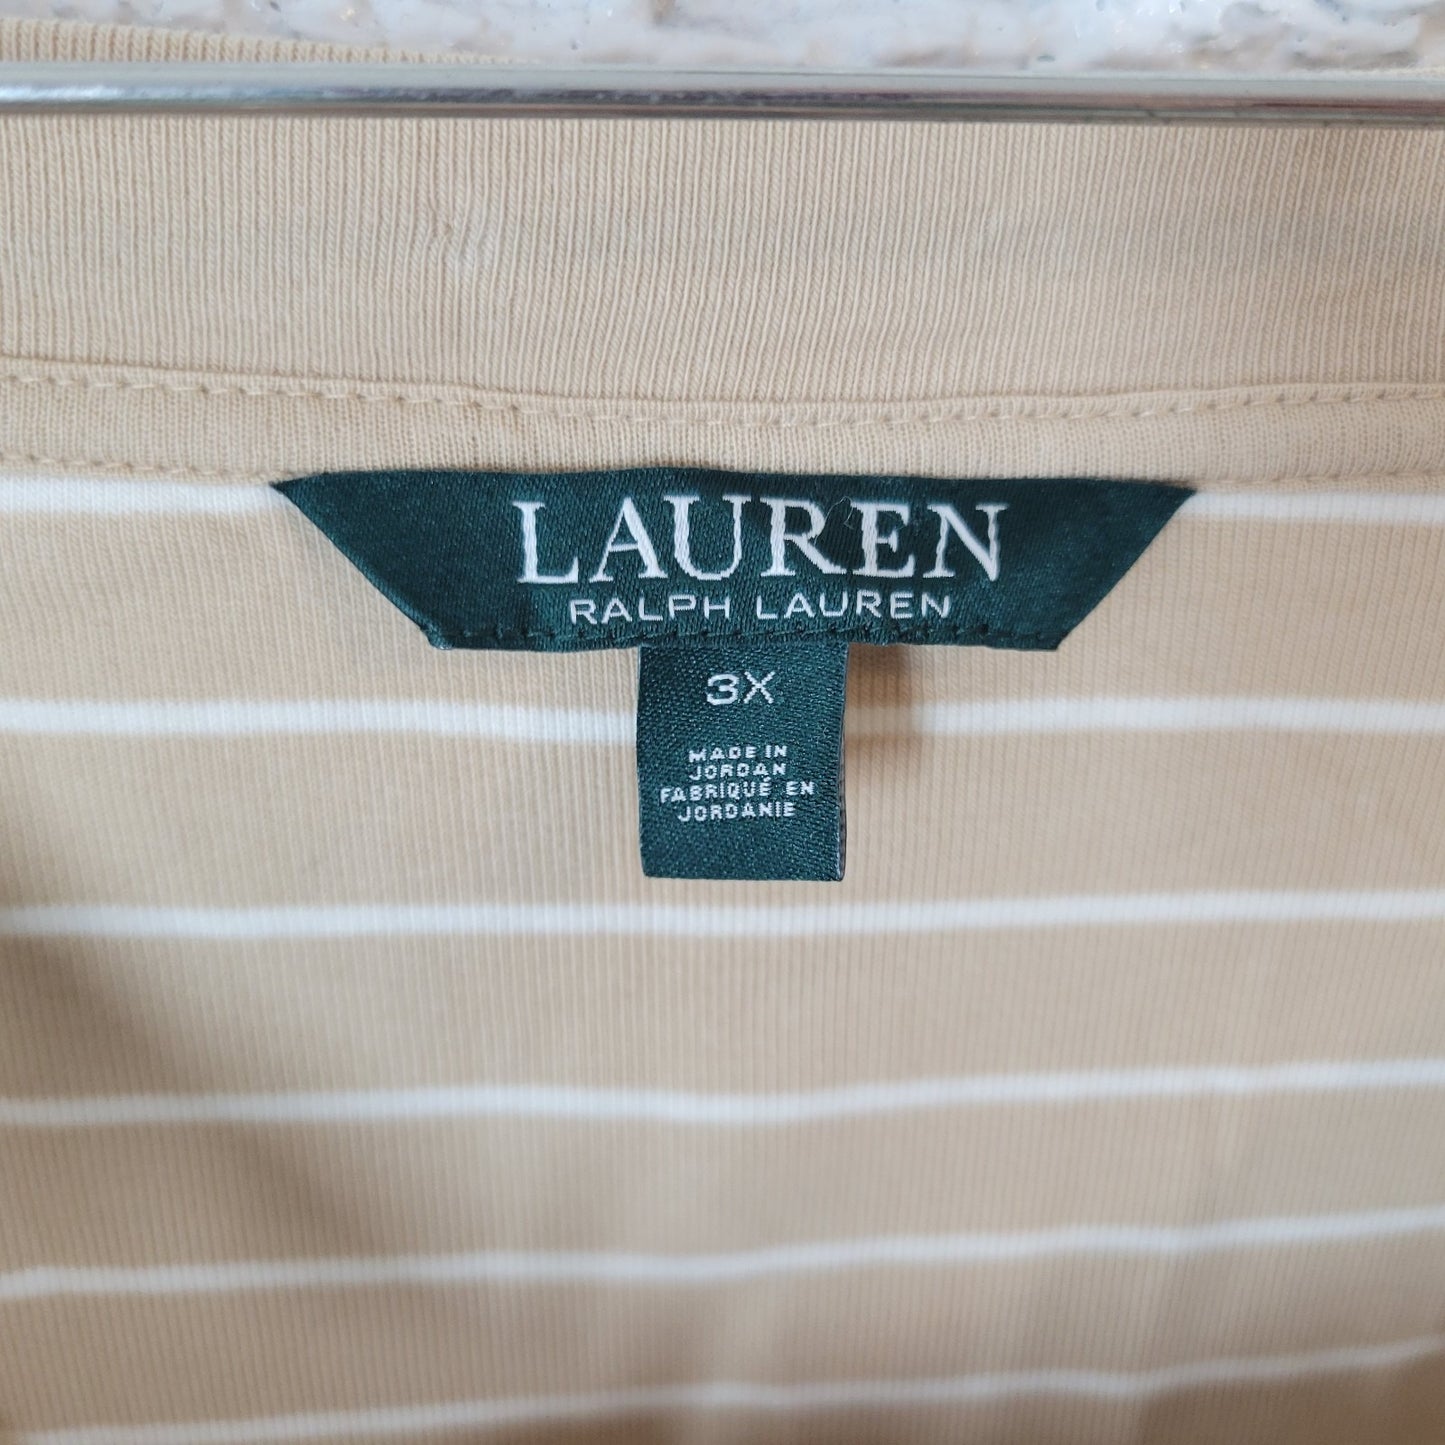 LAUREN
RALPH LAUREN
3X
MADE IN
JORDAN
FABRIQUÉ EN
JORDANIE